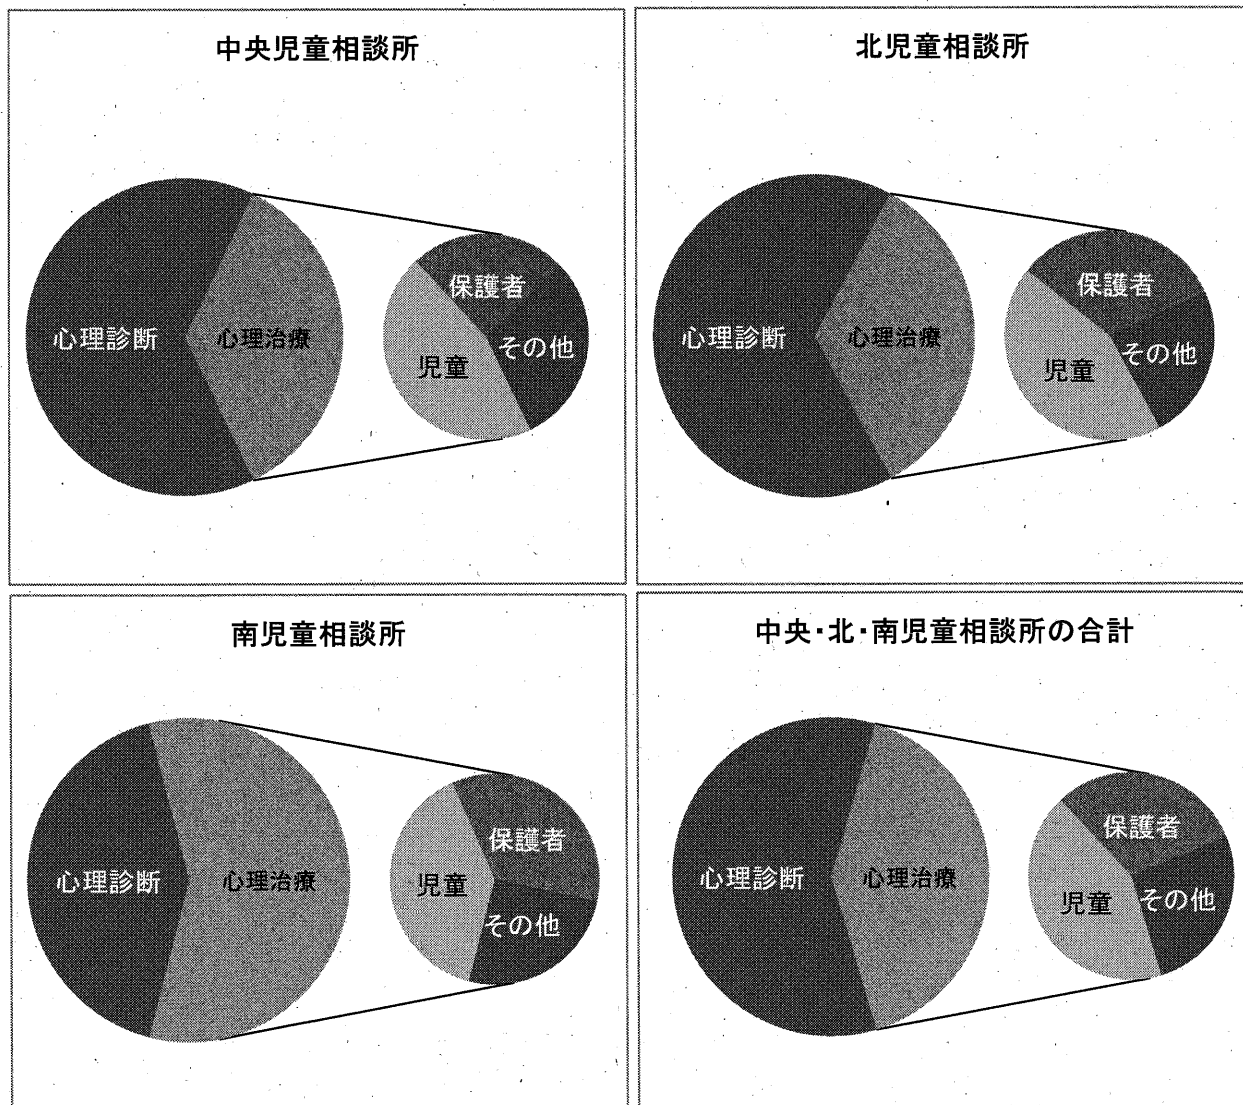 中央児童相談所
心理診断
心理治療
保護者
その他
児童
北児童相談所
心理診断
心理治療
保護者
その他
児童
南児童相談所
心理診断
心理治療
保護者
児童
その他
中央・北・南児童相談所の合計
心理診断
心理治療
保護者
その他
児童